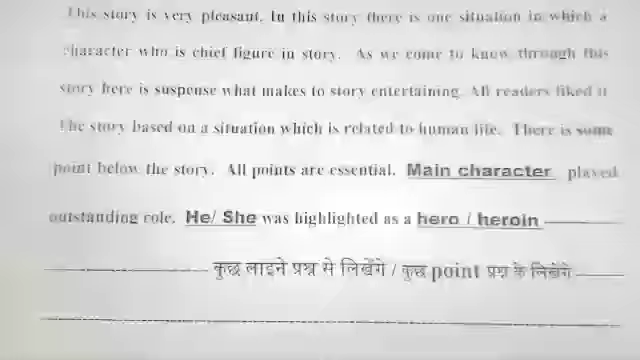 This story is very pleasant. In this story there is one situation in which a
character who is chief figure in story. As we come to know through this
story here is suspense what makes to story entertaining. All readers liked it
The story based on a situation which is related to human life. There is some
point below the story. All points are essential. Main character played
outstanding role. He/ She was highlighted as a hero / heroin
कुछ लाइने प्रश्न से लिखेंगे / कुछ point प्रश्न के लिखेंगे